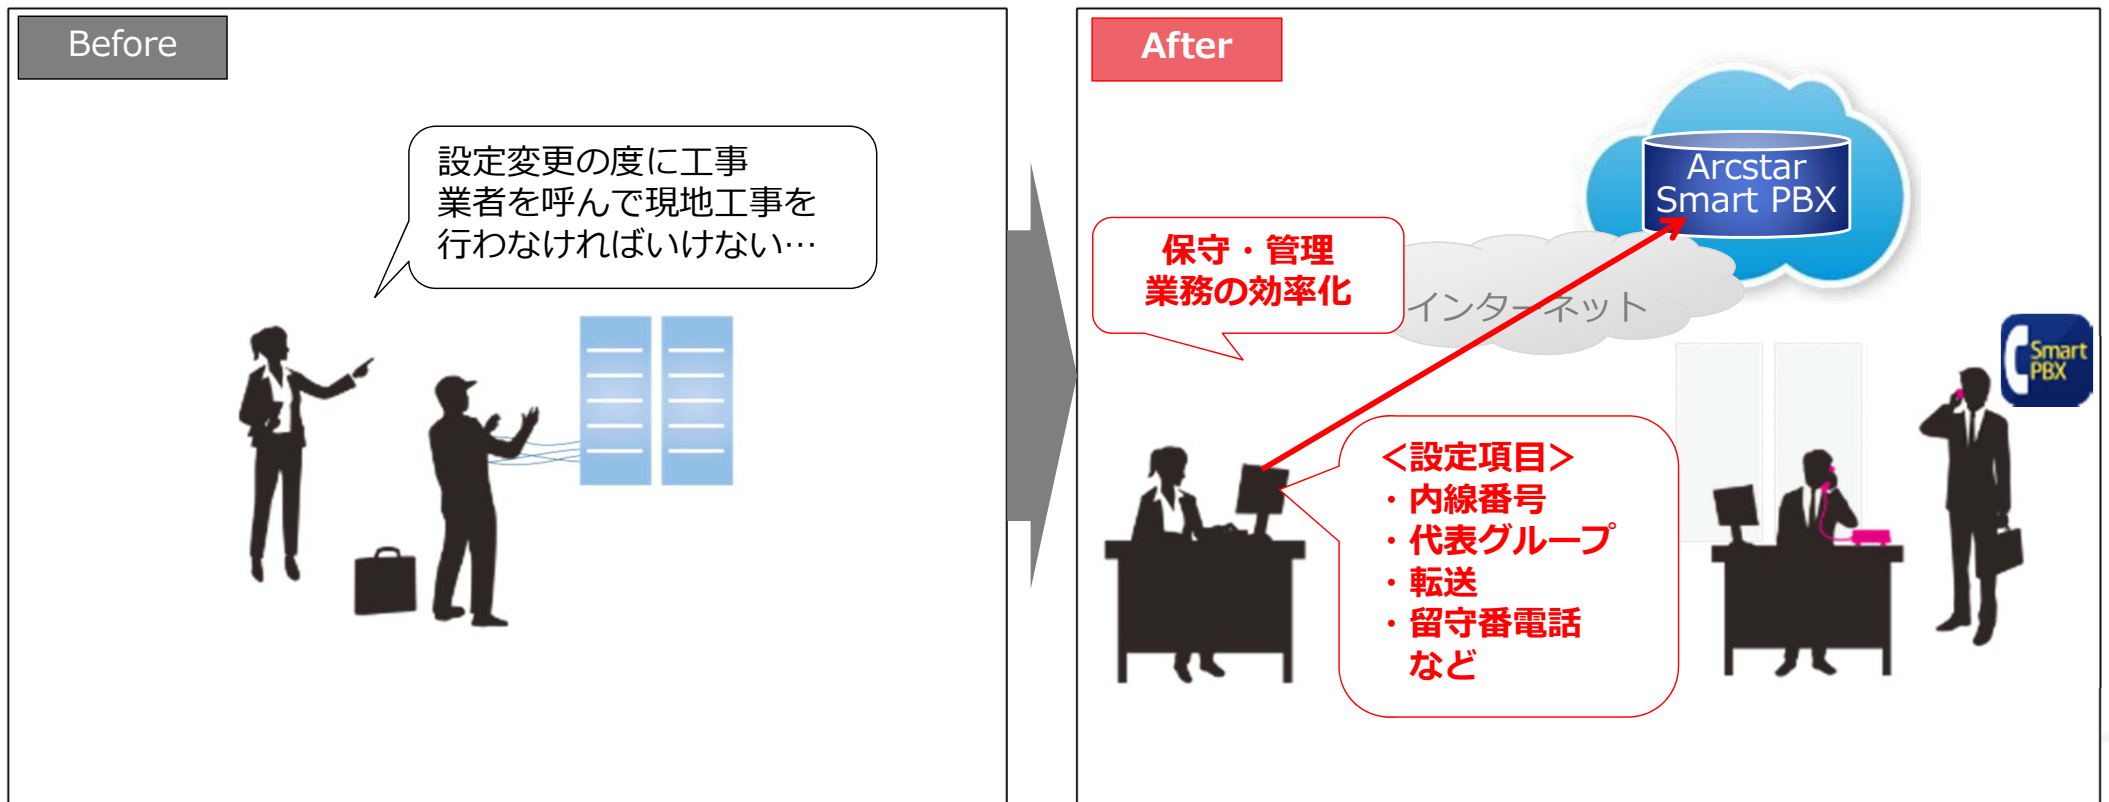 Before
設定変更の度に工事
業者を呼んで現地工事を
行わなければいけない…
After
Arcstar
Smart PBX
保守・管理
業務の効率化
インターネット
Smart
PBX
<設定項目>
・内線番号
・代表グループ
・転送
・留守番電話
など